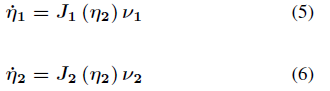 η̇₁ = J₁ (η₂) ν₁ (5)
η̇₂ = J₂ (η₂) ν₂ (6)